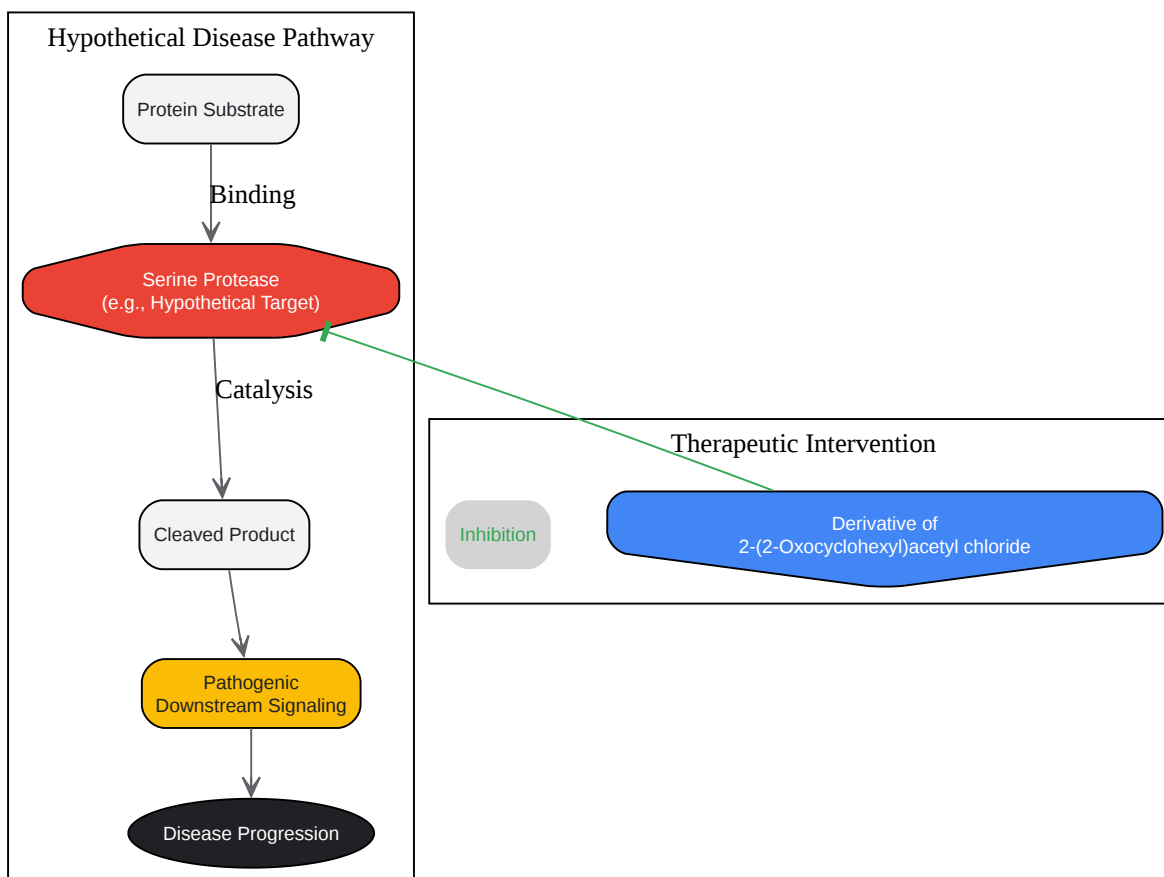 Hypothetical Disease Pathway
Protein Substrate
Binding
Serine Protease
(e.g., Hypothetical Target)
Catalysis
Cleaved Product
Pathogenic
Downstream Signaling
Disease Progression
Therapeutic Intervention
Inhibition
Derivative of
2-(2-Oxocyclohexyl)acetyl chloride